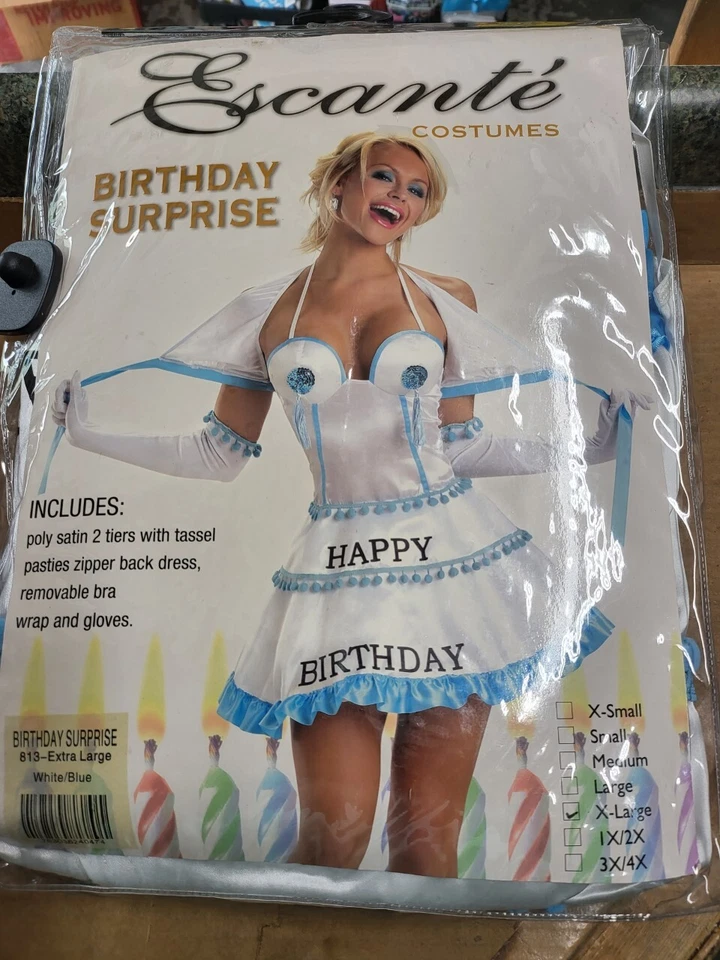 Escanté
COSTUMES
BIRTHDAY
SURPRISE
INCLUDES:
poly satin 2 tiers with tassel
pasties zipper back dress,
removable bra
wrap and gloves.
HAPPY
BIRTHDAY
BIRTHDAY SURPRISE
813-Extra Large
White/Blue
X-Small
Small
Medium
Large
X-Large
1X/2X
3X/4X